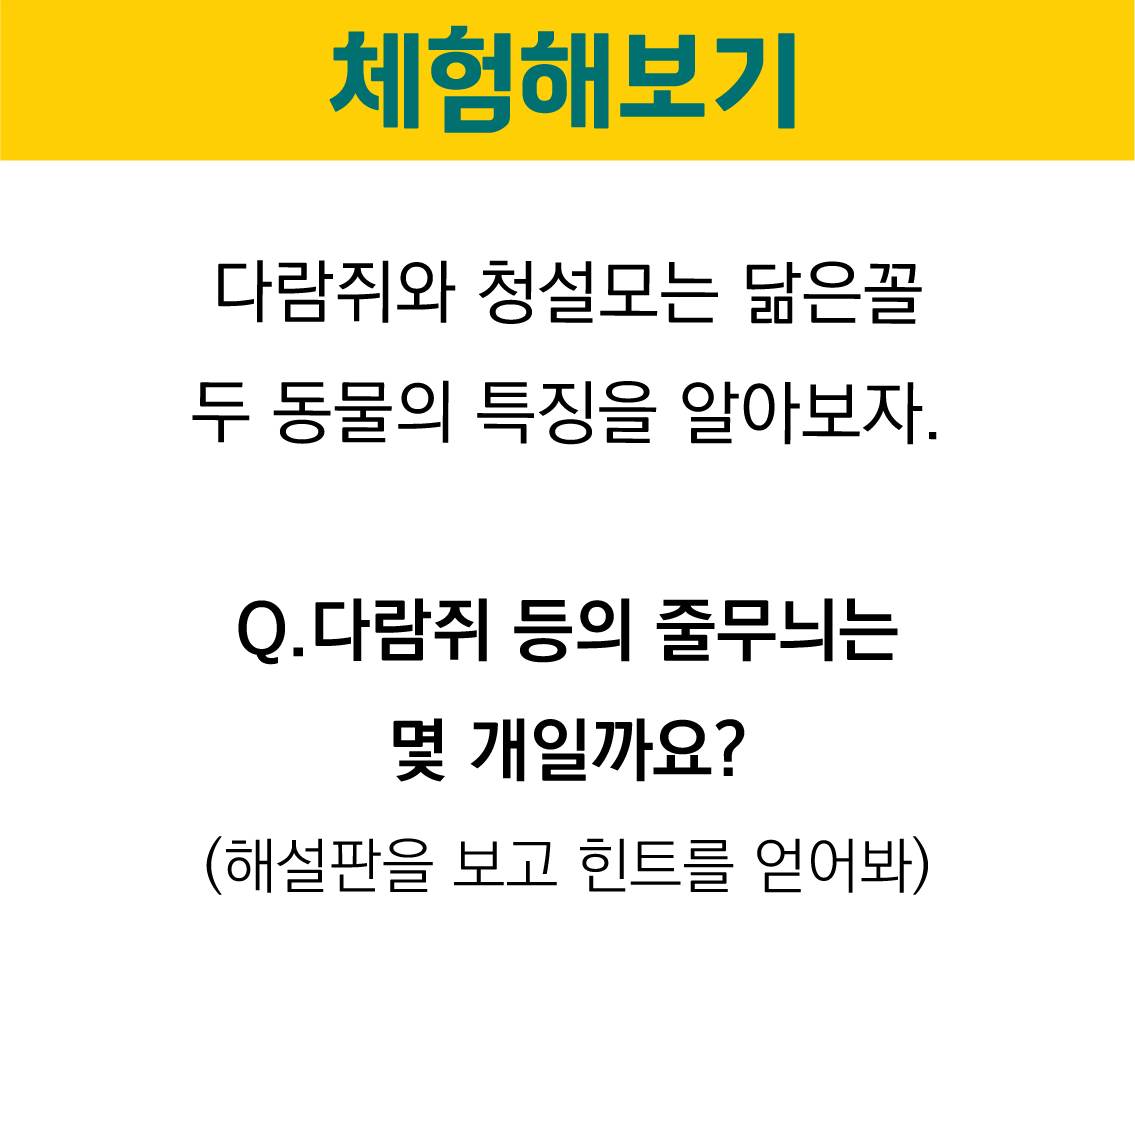 체험해보기
다람쥐와 청설모는 닮은꼴
두 동물의 특징을 알아보자.
Q.다람쥐 등의 줄무늬는
몇 개일까요?
(해설판을 보고 힌트를 얻어봐)